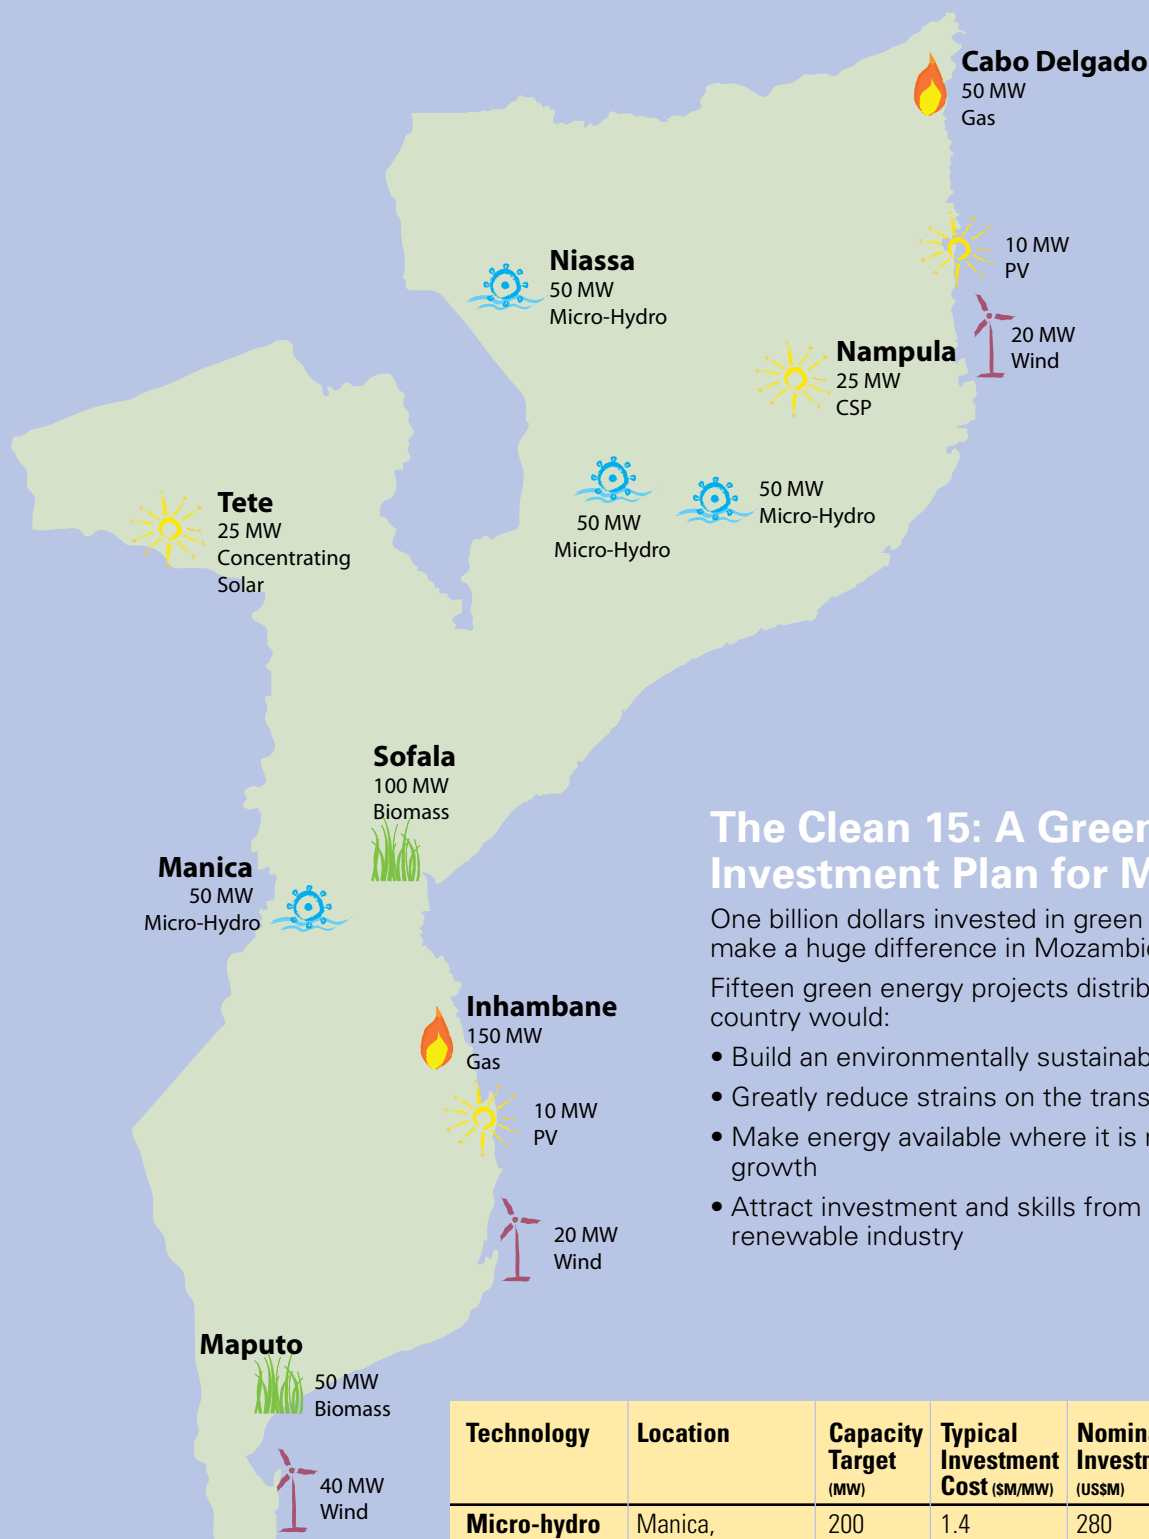 Cabo Delgado
50 MW
Gas
10 MW
PV
20 MW
Wind
Niassa
50 MW
Micro-Hydro
Nampula
25 MW
CSP
50 MW
Micro-Hydro
50 MW
Micro-Hydro
Tete
25 MW
Concentrating
Solar
Sofala
100 MW
Biomass
Manica
50 MW
Micro-Hydro
Inhambane
150 MW
Gas
10 MW
PV
20 MW
Wind
Maputo
50 MW
Biomass
40 MW
Wind
The Clean 15: A Green
Investment Plan for M
One billion dollars invested in green
make a huge difference in Mozambi
Fifteen green energy projects distrib
country would:
• Build an environmentally sustainab
• Greatly reduce strains on the trans
• Make energy available where it is
growth
• Attract investment and skills from
renewable industry
Technology Location Capacity Target (MW) Typical Investment Cost ($M/MW) Nomin Investm (US$M)
Micro-hydro Manica, 200 1.4 280